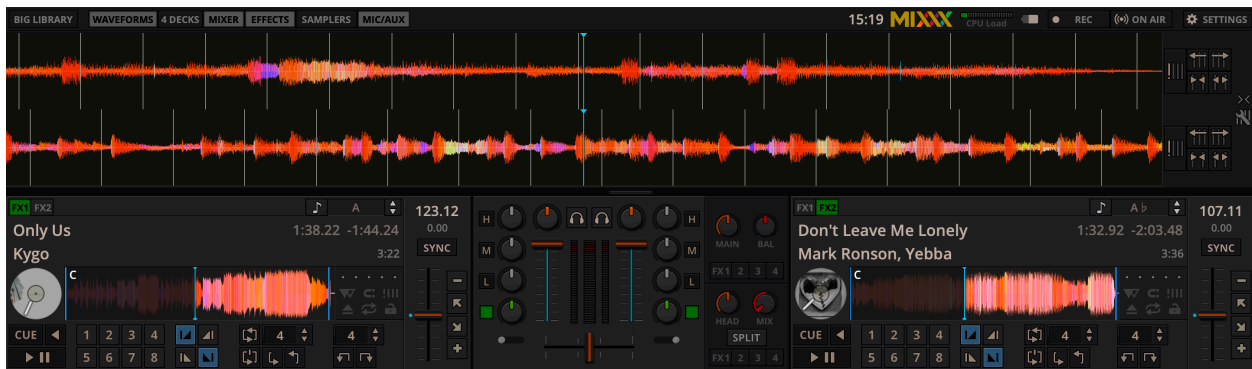 BIG LIBRARY WAVEFORMS 4 DECKS MIXER EFFECTS SAMPLERS MIC/AUX 15:19 MIXXX CPU Load REC ON AIR SETTINGS
FX1 FX2 A 123.12
Only Us 1:38.22 -1:44.24 0.00
Kygo 3:22 SYNC
C
CUE 1 2 3 4 4 4
5 6 7 8
H H
M M
L L
MAIN BAL
FX1 2 3 4
HEAD MIX
SPLIT
FX1 2 3 4
FX1 FX2 A♭ 107.11
Don't Leave Me Lonely 1:32.92 -2:03.48 0.00
Mark Ronson, Yebba 3:36 SYNC
C
CUE 1 2 3 4 4 4
5 6 7 8